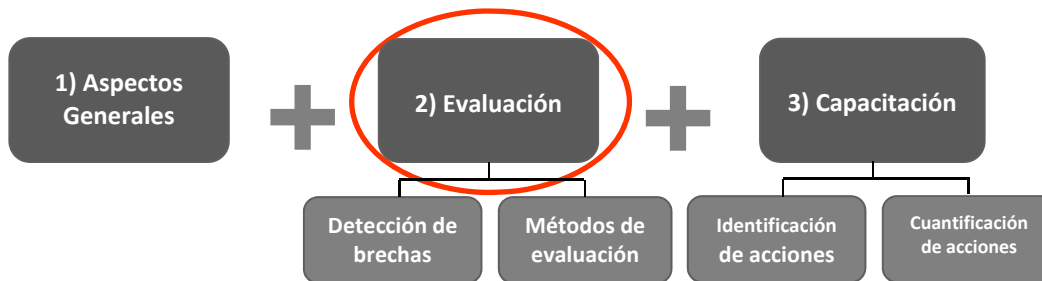 1) Aspectos
Generales
2) Evaluación
3) Capacitación
Detección de
brechas
Métodos de
evaluación
Identificación
de acciones
Cuantificación
de acciones